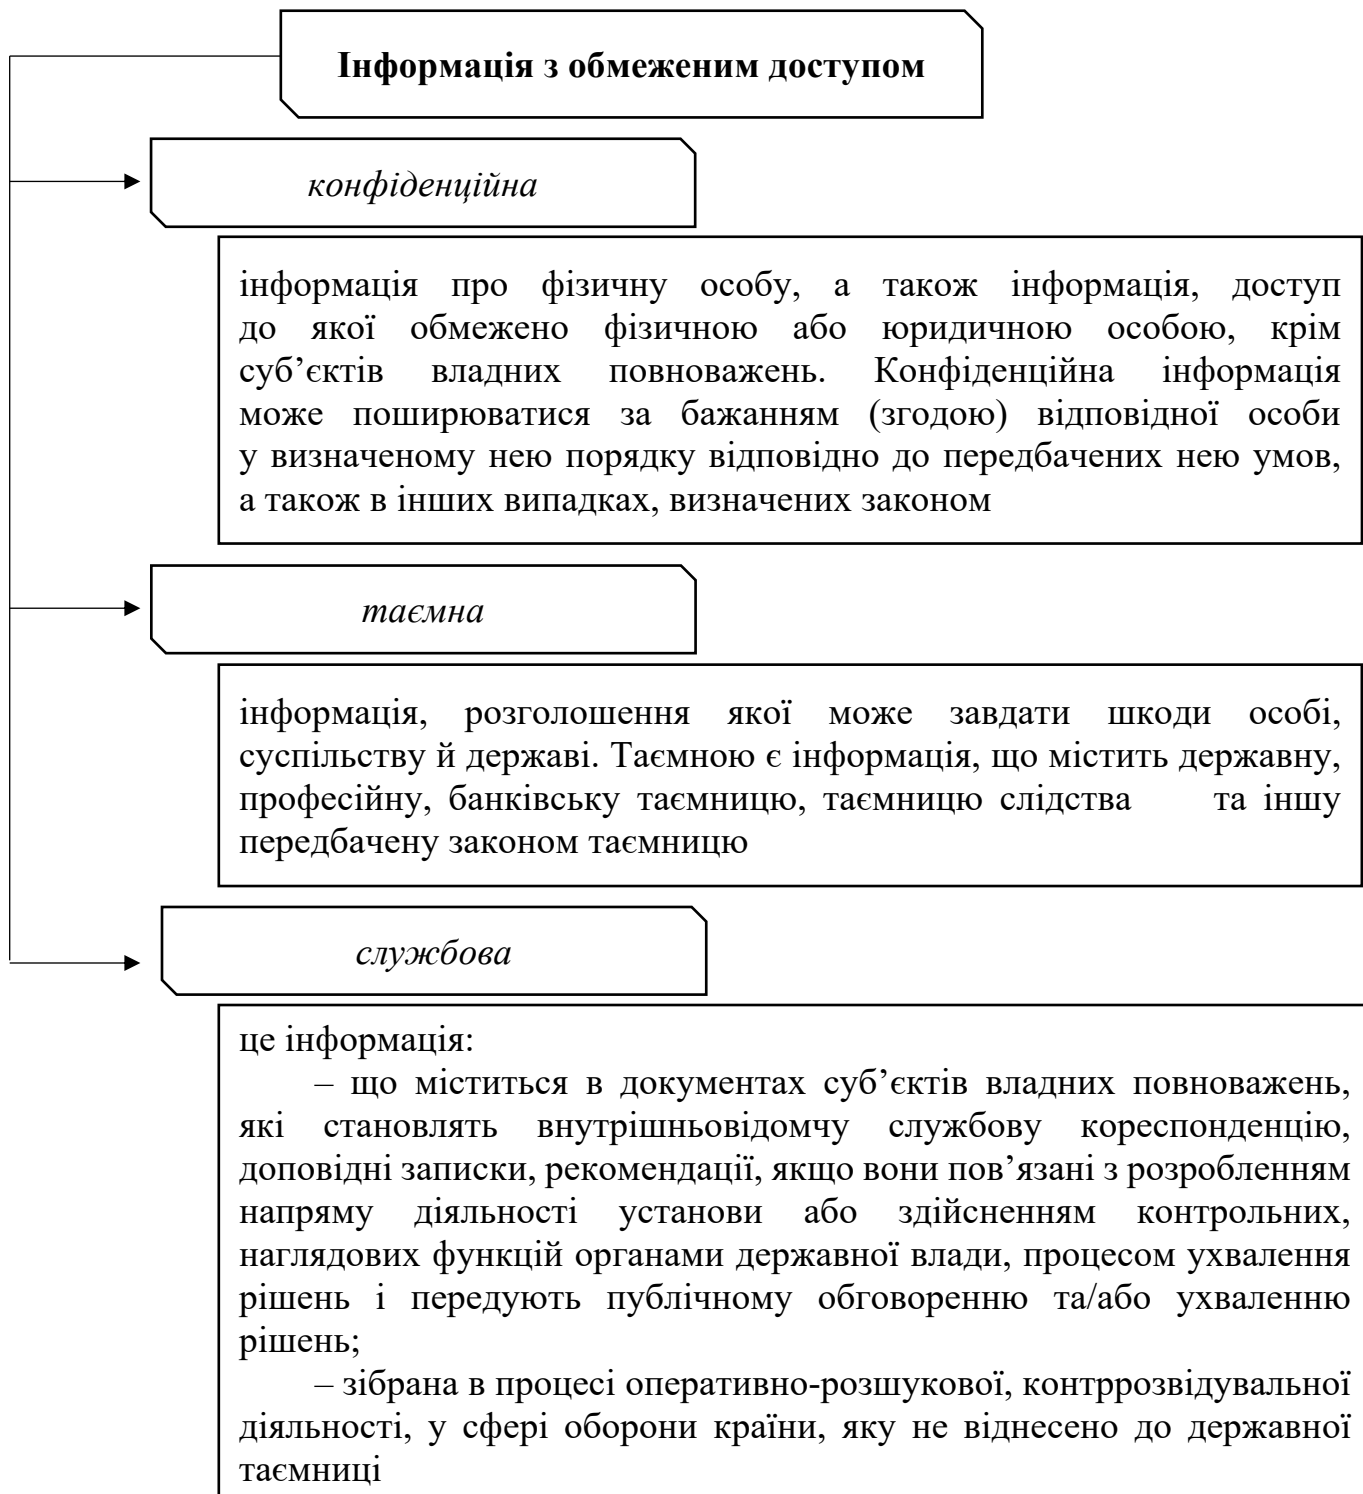 Інформація з обмеженим доступом
конфіденційна
інформація про фізичну особу, а також інформація, доступ
до якої обмежено фізичною або юридичною особою, крім
суб’єктів владних повноважень. Конфіденційна інформація
може поширюватися за бажанням (згодою) відповідної особи
у визначеному нею порядку відповідно до передбачених нею умов,
а також в інших випадках, визначених законом
таємна
інформація, розголошення якої може завдати шкоди особі,
суспільству й державі. Таємною є інформація, що містить державну,
професійну, банківську таємницю, таємницю слідства та іншу
передбачену законом таємницю
службова
це інформація:
– що міститься в документах суб’єктів владних повноважень,
які становлять внутрішньовідомчу службову кореспонденцію,
доповідні записки, рекомендації, якщо вони пов’язані з розробленням
напряму діяльності установи або здійсненням контрольних,
наглядових функцій органами державної влади, процесом ухвалення
рішень і передують публічному обговоренню та/або ухваленню
рішень;
– зібрана в процесі оперативно-розшукової, контррозвідувальної
діяльності, у сфері оборони країни, яку не віднесено до державної
таємниці